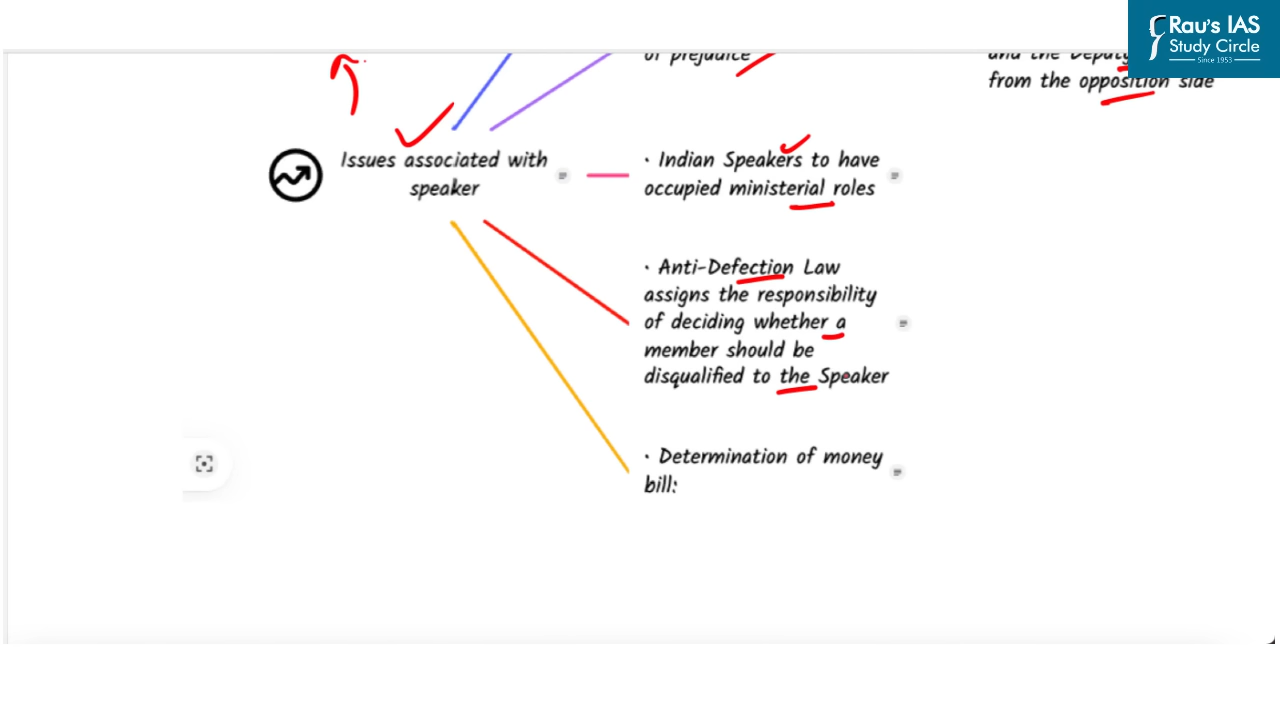 Rau's IAS
Study Circle
Since 1953
of prejudice
and the Deputy
from the opposition side
Issues associated with
speaker
· Indian Speakers to have
occupied ministerial roles
· Anti-Defection Law
assigns the responsibility
of deciding whether a
member should be
disqualified to the Speaker
· Determination of money
bill: